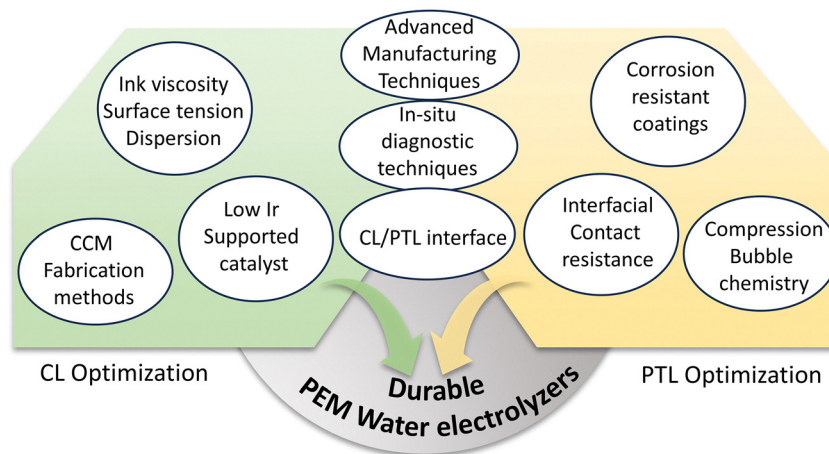 Advanced
Manufacturing
Techniques
Ink viscosity
Surface tension
Dispersion
Corrosion
resistant
coatings
In-situ
diagnostic
techniques
Low Ir
Supported
catalyst
CL/PTL interface
Interfacial
Contact
resistance
CCM
Fabrication
methods
Compression
Bubble
chemistry
CL Optimization
PTL Optimization
Durable
PEM Water electrolyzers